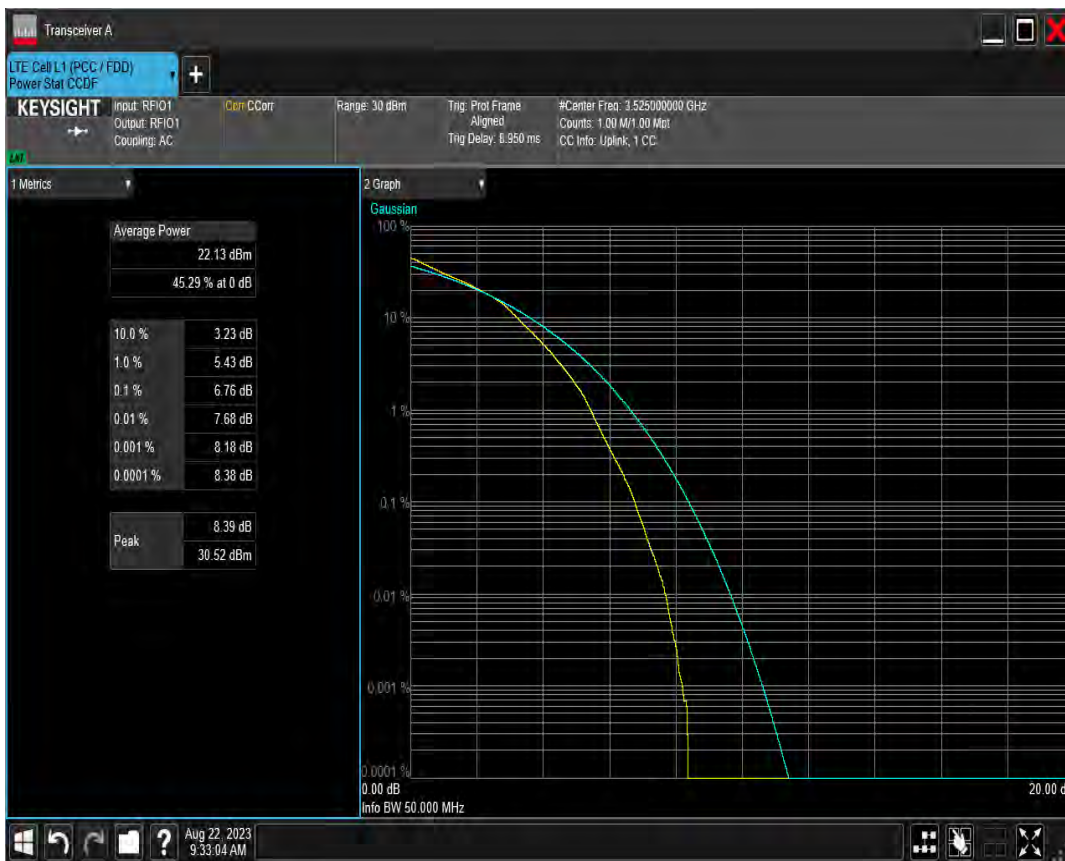 Transceiver A
LTE Cell L1 (PCC / FDD)
Power Stat CCDF
+
KEYSIGHT
LNI
Input: RFIO1
Output: RFIO1
Coupling: AC
Corr CCorr
Range: 30 dBm
Trig: Prot Frame
Aligned
Trig Delay: 8.950 ms
#Center Freq: 3.525000000 GHz
Counts: 1.00 M/1.00 Mpt
CC Info: Uplink, 1 CC
1 Metrics
Average Power
22.13 dBm
45.29 % at 0 dB
10.0 % 3.23 dB
1.0 % 5.43 dB
0.1 % 6.76 dB
0.01 % 7.68 dB
0.001 % 8.18 dB
0.0001 % 8.38 dB
Peak 8.39 dB
30.52 dBm
2 Graph
Gaussian
100 %
10 %
1 %
0.1 %
0.01 %
0.001 %
0.0001 %
0.00 dB
20.00 d
Info BW 50.000 MHz
?
Aug 22, 2023
9:33:04 AM